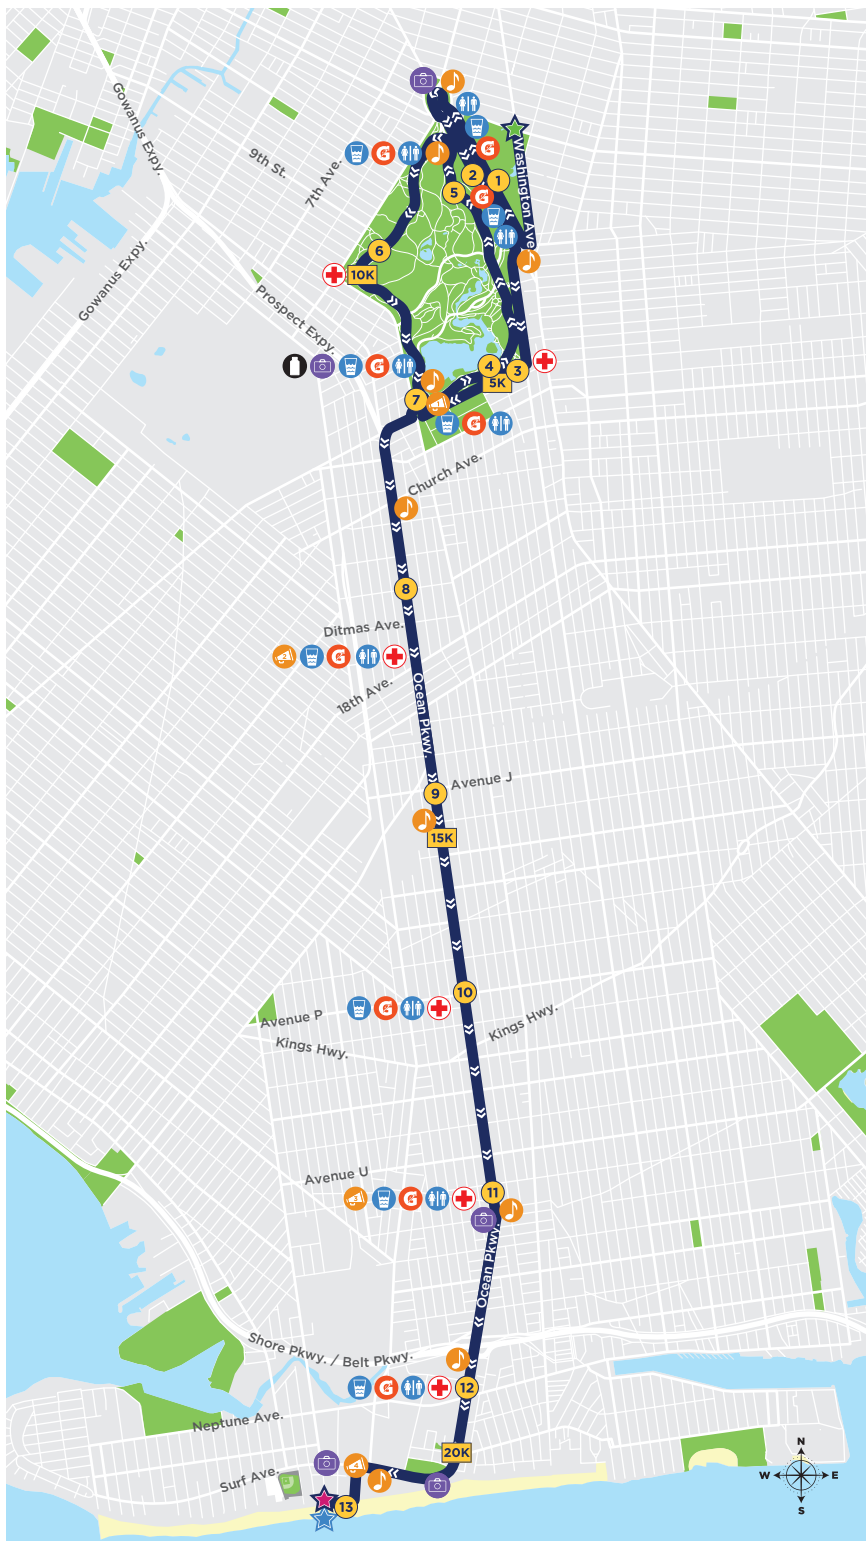 Gowanus Expy.
9th St.
7th Ave.
Washington Ave.
G
2
1
G
5
G
6
10K
Gowanus Expy.
Prospect Expy.
G
4
3
5K
7
G
Church Ave.
8
Ditmas Ave.
G
18th Ave.
Ocean Pkwy.
Avenue J
9
15K
10
G
Avenue P
Kings Hwy.
Kings Hwy.
Avenue U
3
G
11
Ocean Pkwy.
Shore Pkwy. / Belt Pkwy.
G
12
Neptune Ave.
20K
Surf Ave.
4
13
N
W E
S